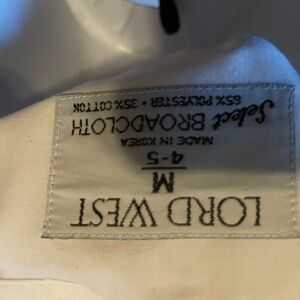 LORD WEST
M
4-5
MADE IN KOREA
Select BROADCLOTH
65% POLYESTER • 35% COTTON